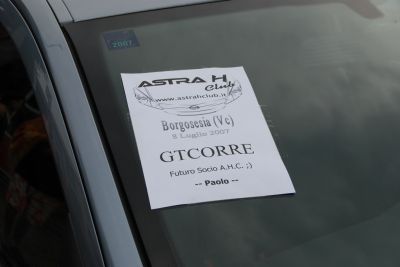 2007
ASTRA H
Club
www.astrahclub.it
Borgosesia (Vc)
8 Luglio 2007
GTCORRE
Futuro Socio A.H.C. ;)
-- Paolo --